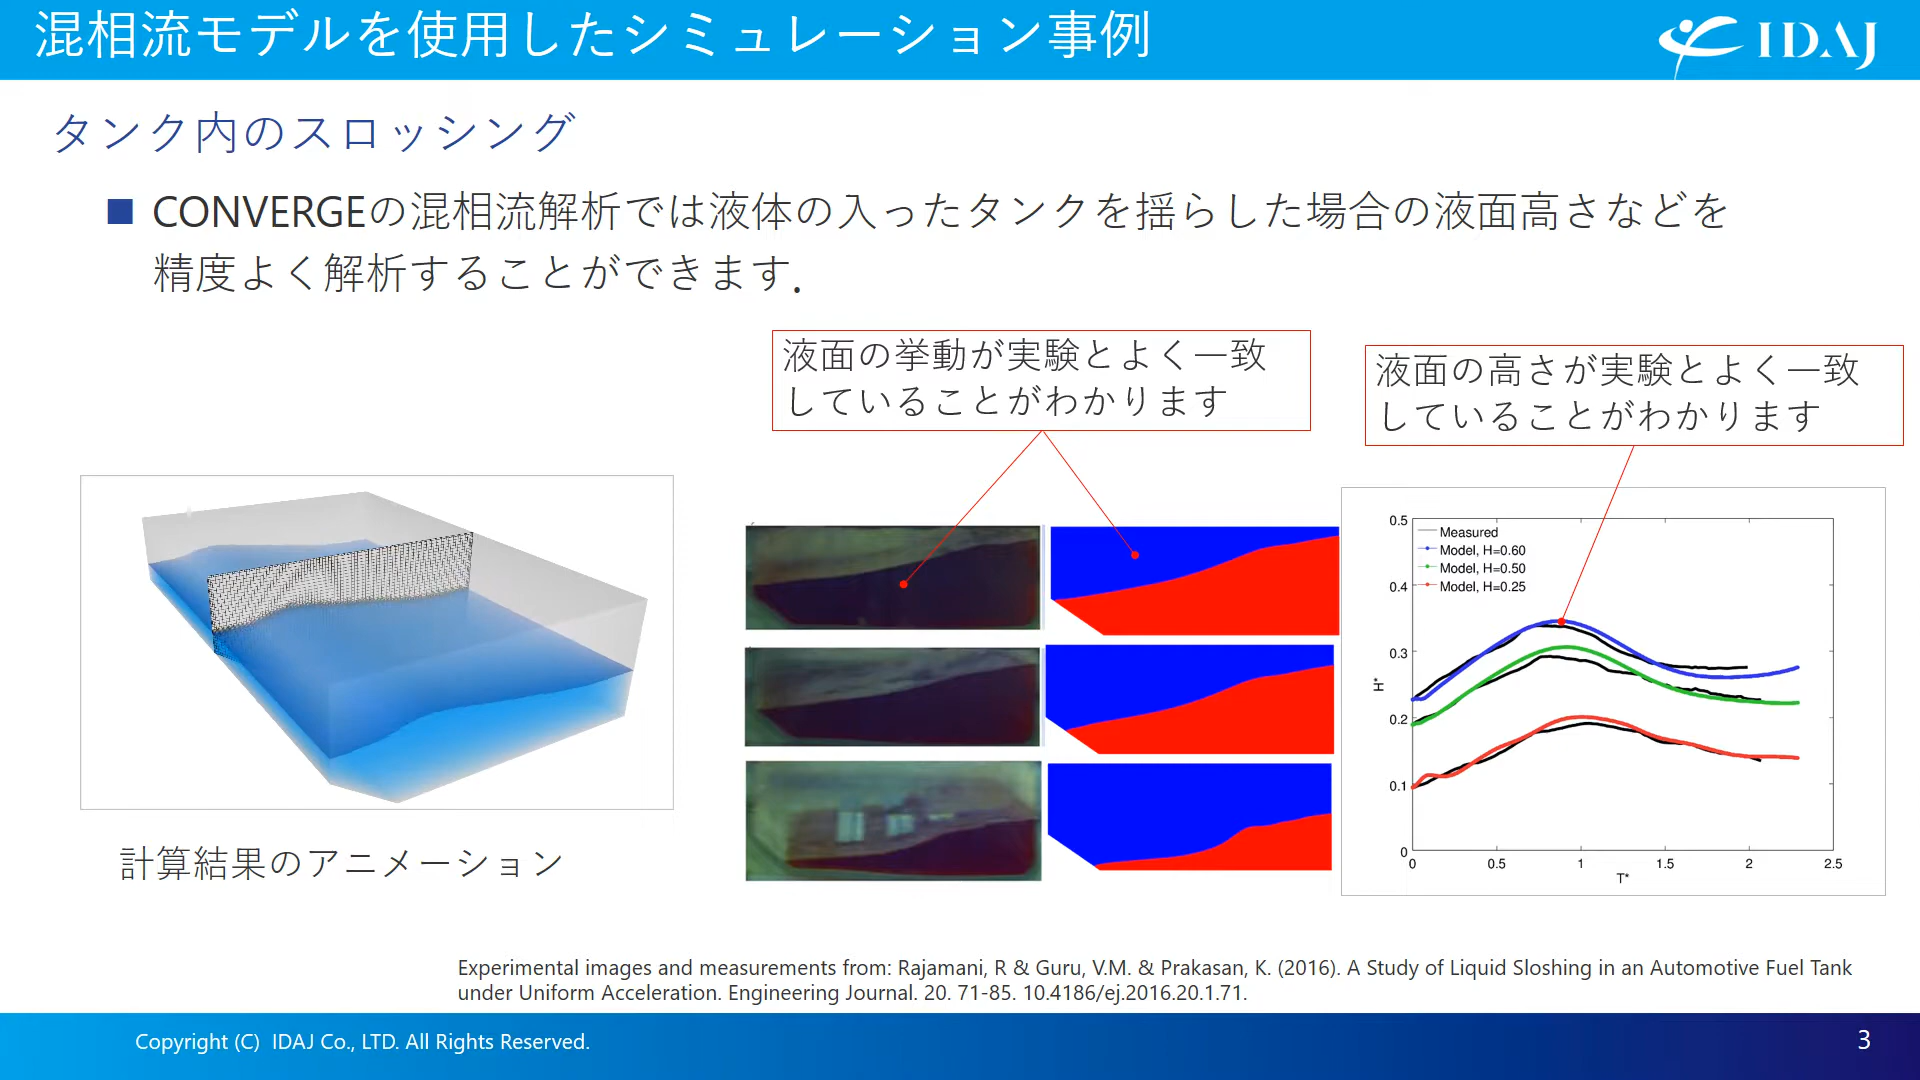 混相流モデルを使用したシミュレーション事例
IDAJ
タンク内のスロッシング
CONVERGEの混相流解析では液体の入ったタンクを揺らした場合の液面高さなどを
精度よく解析することができます．
液面の挙動が実験とよく一致
していることがわかります
液面の高さが実験とよく一致
していることがわかります
計算結果のアニメーション
0.5
0.4
0.3
0.2
0.1
0
H*
Measured
Model, H=0.60
Model, H=0.50
Model, H=0.25
0 0.5 1 1.5 2 2.5
T*
Experimental images and measurements from: Rajamani, R & Guru, V.M. & Prakasan, K. (2016). A Study of Liquid Sloshing in an Automotive Fuel Tank
under Uniform Acceleration. Engineering Journal. 20. 71-85. 10.4186/ej.2016.20.1.71.
Copyright (C) IDAJ Co., LTD. All Rights Reserved.
3